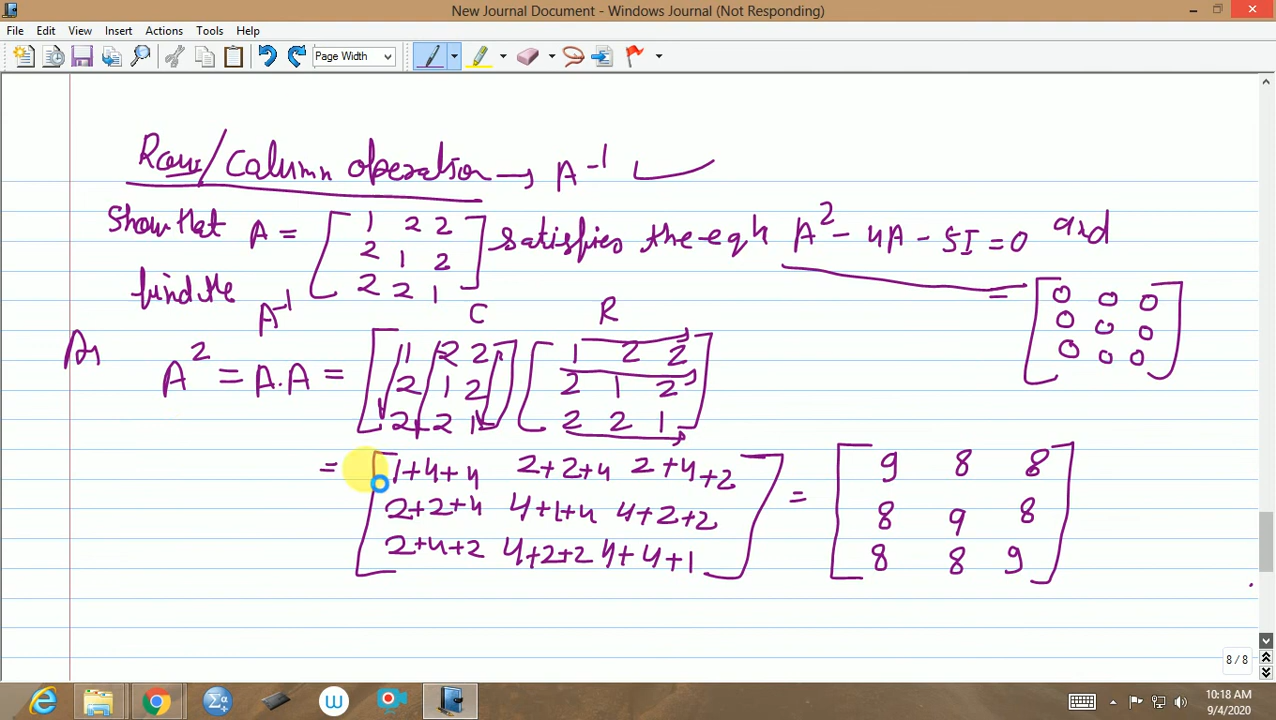 New Journal Document - Windows Journal (Not Responding)
File Edit View Insert Actions Tools Help
Page Width
Row/Column operation → A⁻¹
Show that A = [ 1 2 2 satisfies the eqn A² - 4A - 5I = 0 and
2 1 2
find the A⁻¹ 2 2 1 ]
= [ 0 0 0
0 0 0
0 0 0 ]
C R
A² = A.A = [ 1 2 2 ] [ 1 2 2 ]
2 1 2 2 1 2
2 2 1 2 2 1
= [ 1+4+4 2+2+4 2+4+2 ] = [ 9 8 8 ]
2+2+4 4+1+4 4+2+2 8 9 8
2+4+2 4+2+2 4+4+1 8 8 9
8 / 8
10:18 AM
9/4/2020